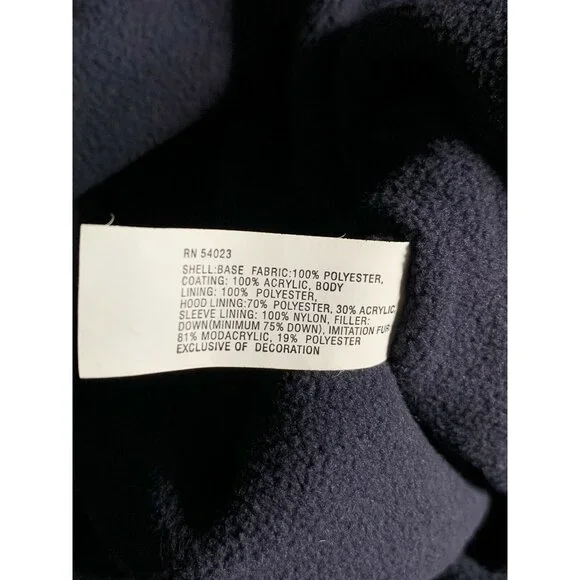 RN 54023
SHELL:BASE FABRIC:100% POLYESTER,
COATING: 100% ACRYLIC, BODY
LINING: 100% POLYESTER,
HOOD LINING:70% POLYESTER, 30% ACRYLIC,
SLEEVE LINING: 100% NYLON, FILLER:
DOWN(MINIMUM 75% DOWN), IMITATION FUR
81% MODACRYLIC, 19% POLYESTER
EXCLUSIVE OF DECORATION